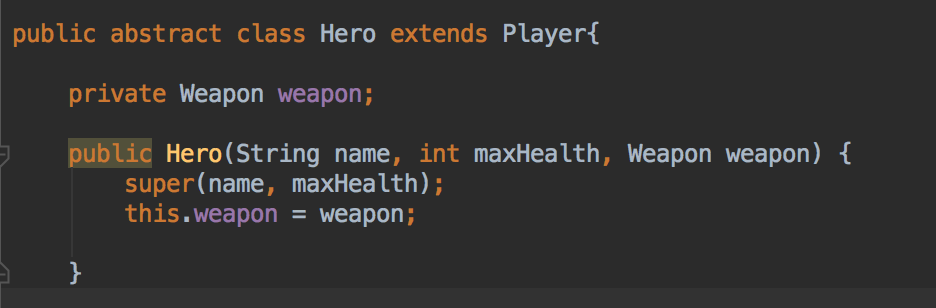 public abstract class Hero extends Player{
private Weapon weapon;
public Hero(String name, int maxHealth, Weapon weapon) {
super(name, maxHealth);
this.weapon = weapon;
}